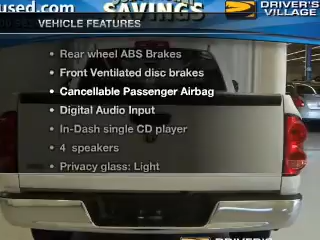 used.com
SAVINGS
DRIVER'S
VILLAGE
VEHICLE FEATURES
• Rear wheel ABS Brakes
• Front Ventilated disc brakes
• Cancellable Passenger Airbag
• Digital Audio Input
• In-Dash single CD player
• 4 speakers
• Privacy glass: Light
DRIVER'S